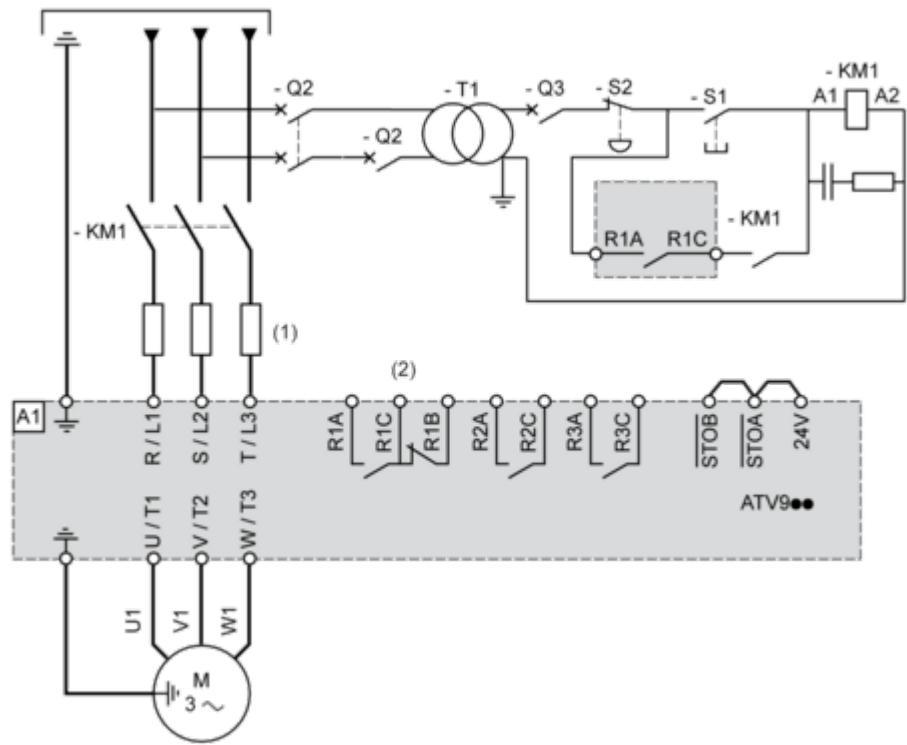 - Q2
- T1
- Q3
- S2
- S1
- KM1
A1
A2
- Q2
- KM1
- KM1
R1A
R1C
(1)
(2)
A1
R / L1
S / L2
T / L3
R1A
R1C
R1B
R2A
R2C
R3A
R3C
STOB
STOA
24V
U / T1
V / T2
W / T3
ATV9●●
U1
V1
W1
M
3 ~